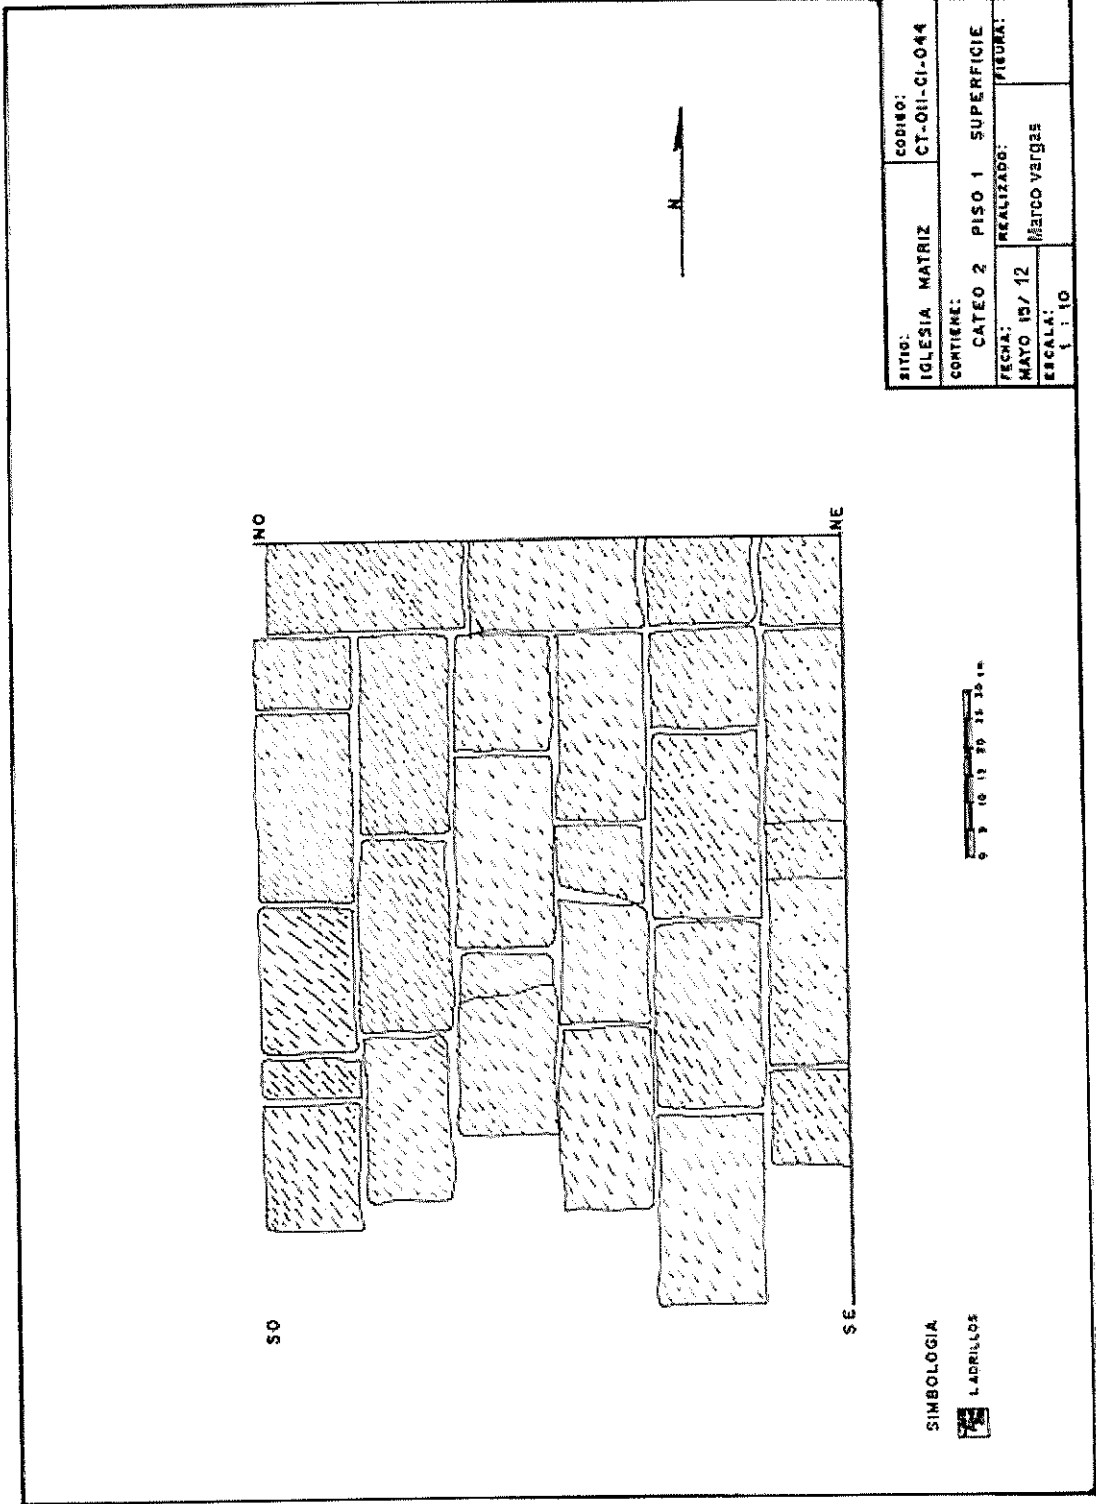 NO
NE
SO
SE
N
SIMBOLOGIA
LADRILLOS
SITIO:
IGLESIA MATRIZ
CODIGO:
CT-011-CI-044
CONTIENE:
CATEO 2 PISO 1 SUPERFICIE
FECHA:
MAYO 15/ 12
REALIZADO:
Marco vargas
FIGURA:
ESCALA:
1 : 10